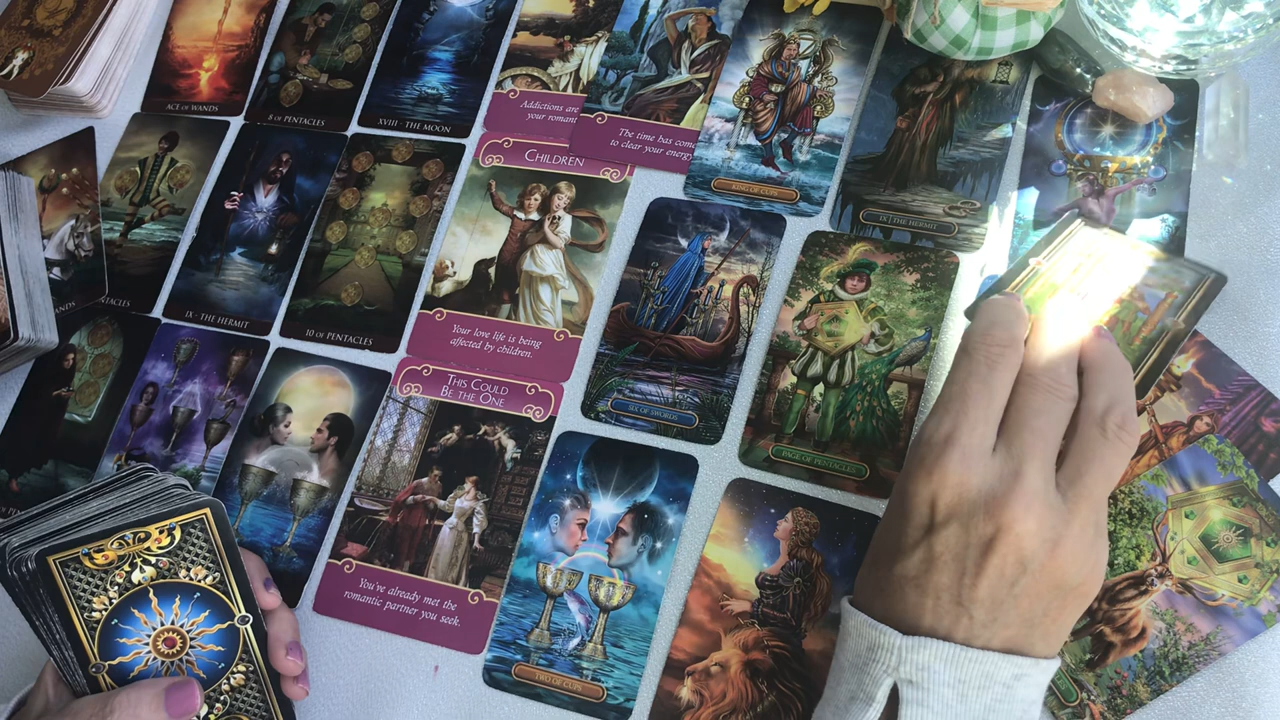 ACE OF WANDS
8 OF PENTACLES
XVIII - THE MOON
Addictions are
your romant
The time has come
to clear your energy
KING OF CUPS
IX | THE HERMIT
CHILDREN
Your love life is being
affected by children.
IX - THE HERMIT
10 OF PENTACLES
SIX OF SWORDS
PAGE OF PENTACLES
THIS COULD
BE THE ONE
You've already met the
romantic partner you seek.
TWO OF CUPS